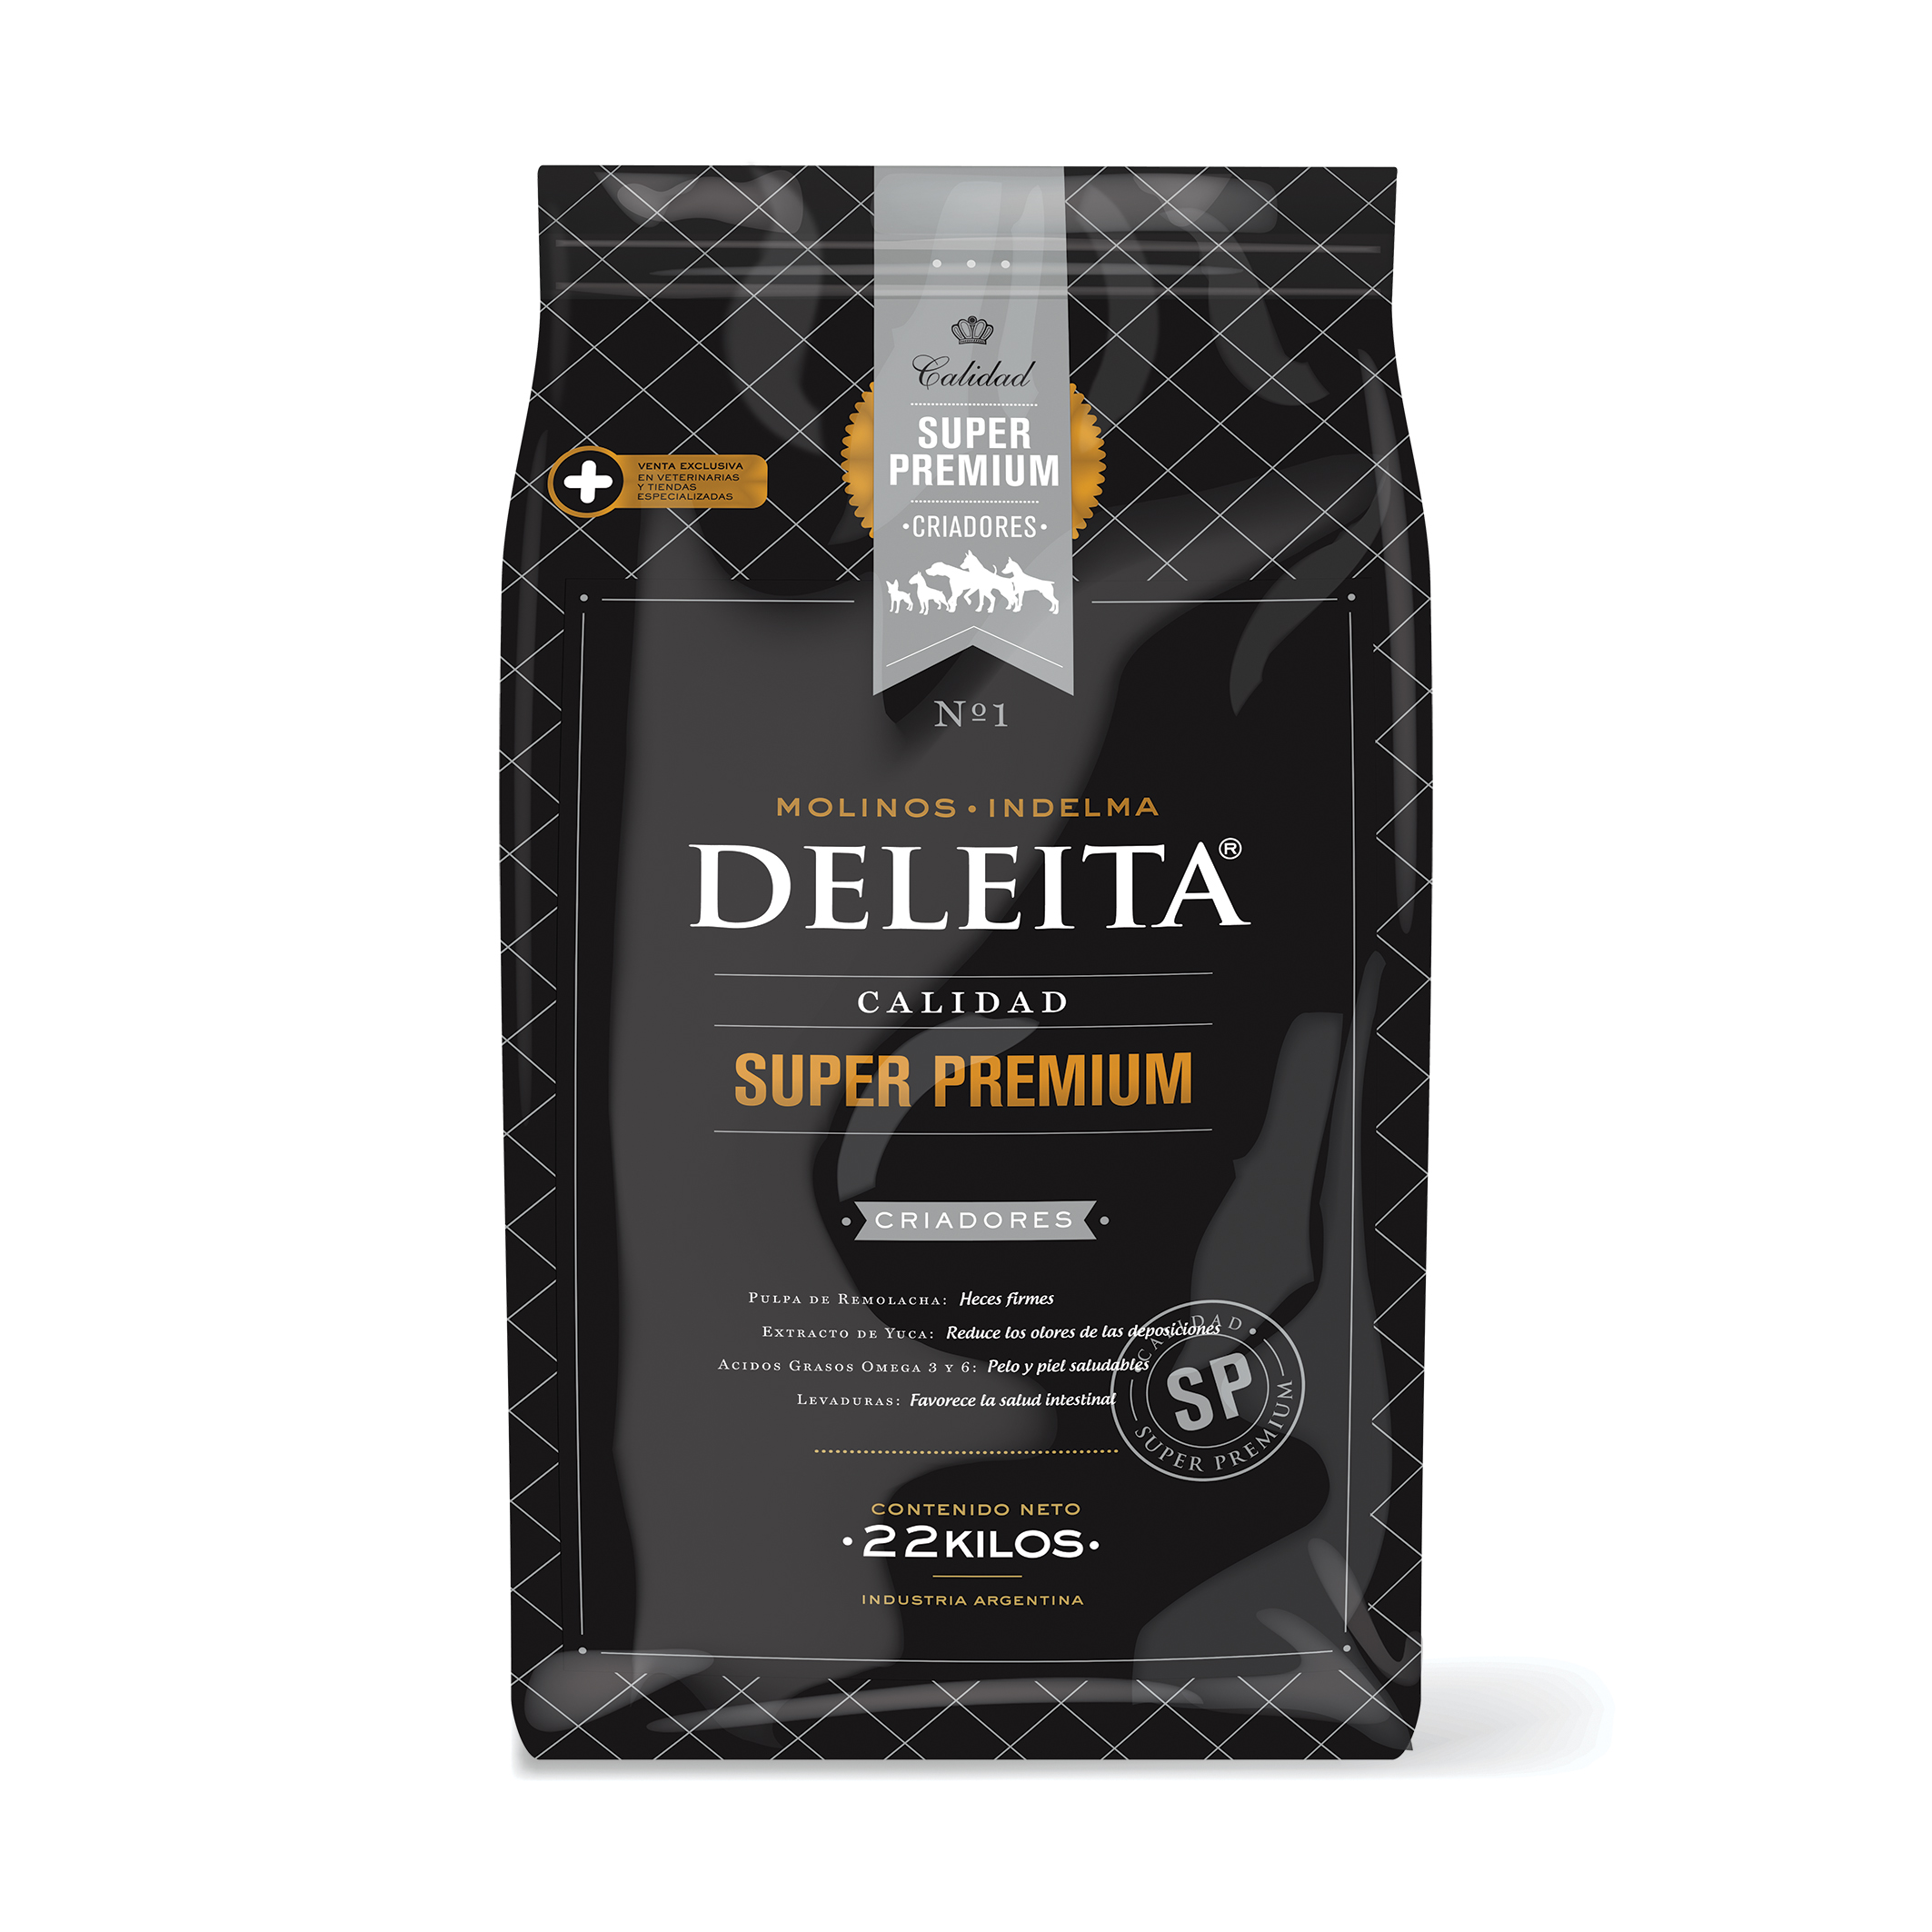 Calidad
SUPER
PREMIUM
•CRIADORES•
VENTA EXCLUSIVA
EN VETERINARIAS
Y TIENDAS
ESPECIALIZADAS
Nº1
MOLINOS • INDELMA
DELEITA®
CALIDAD
SUPER PREMIUM
• CRIADORES •
PULPA DE REMOLACHA: Heces firmes
EXTRACTO DE YUCA: Reduce los olores de las deposiciones
ACIDOS GRASOS OMEGA 3 Y 6: Pelo y piel saludables
LEVADURAS: Favorece la salud intestinal
• CALIDAD •
SP
SUPER PREMIUM
CONTENIDO NETO
•22KILOS•
INDUSTRIA ARGENTINA